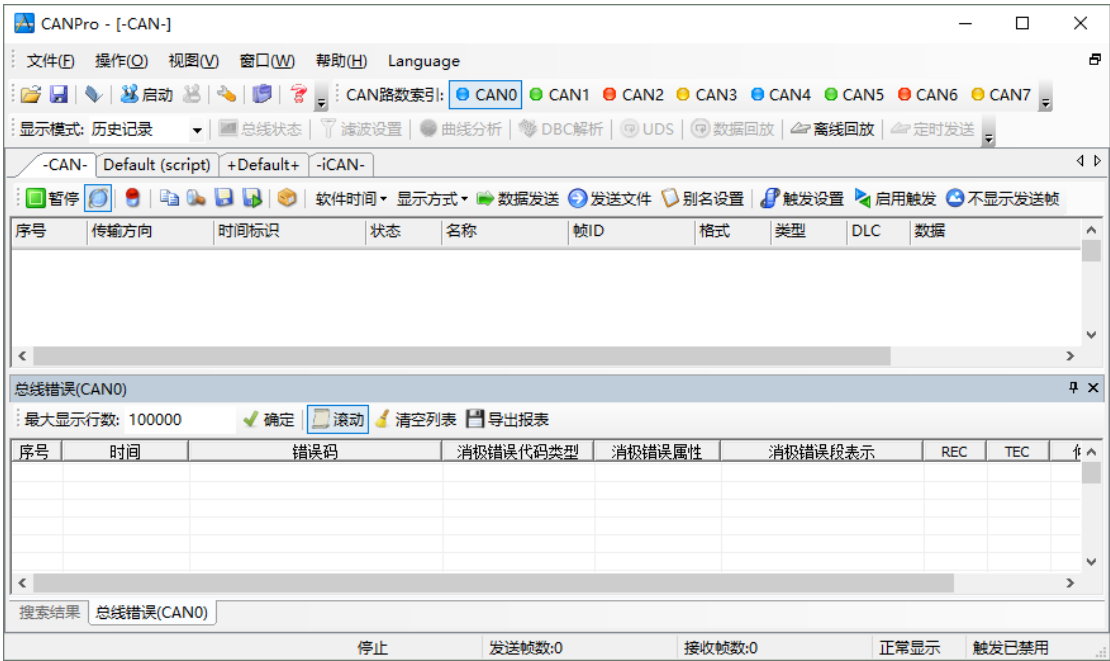 CANPro - [-CAN-]
文件(F) 操作(O) 视图(V) 窗口(W) 帮助(H) Language
启动 CAN路数索引: CAN0 CAN1 CAN2 CAN3 CAN4 CAN5 CAN6 CAN7
显示模式: 历史记录 总线状态 滤波设置 曲线分析 DBC解析 UDS 数据回放 离线回放 定时发送
-CAN- Default (script) +Default+ -iCAN-
暂停 软件时间 显示方式 数据发送 发送文件 别名设置 触发设置 启用触发 不显示发送帧
序号 传输方向 时间标识 状态 名称 帧ID 格式 类型 DLC 数据
总线错误(CAN0)
最大显示行数: 100000 确定 滚动 清空列表 导出报表
序号 时间 错误码 消极错误代码类型 消极错误属性 消极错误段表示 REC TEC
搜索结果 总线错误(CAN0)
停止 发送帧数:0 接收帧数:0 正常显示 触发已禁用